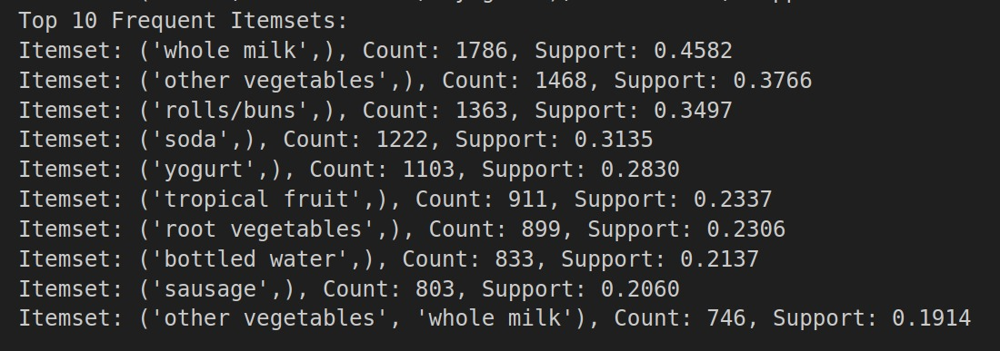 Top 10 Frequent Itemsets:
Itemset: ('whole milk',), Count: 1786, Support: 0.4582
Itemset: ('other vegetables',), Count: 1468, Support: 0.3766
Itemset: ('rolls/buns',), Count: 1363, Support: 0.3497
Itemset: ('soda',), Count: 1222, Support: 0.3135
Itemset: ('yogurt',), Count: 1103, Support: 0.2830
Itemset: ('tropical fruit',), Count: 911, Support: 0.2337
Itemset: ('root vegetables',), Count: 899, Support: 0.2306
Itemset: ('bottled water',), Count: 833, Support: 0.2137
Itemset: ('sausage',), Count: 803, Support: 0.2060
Itemset: ('other vegetables', 'whole milk'), Count: 746, Support: 0.1914